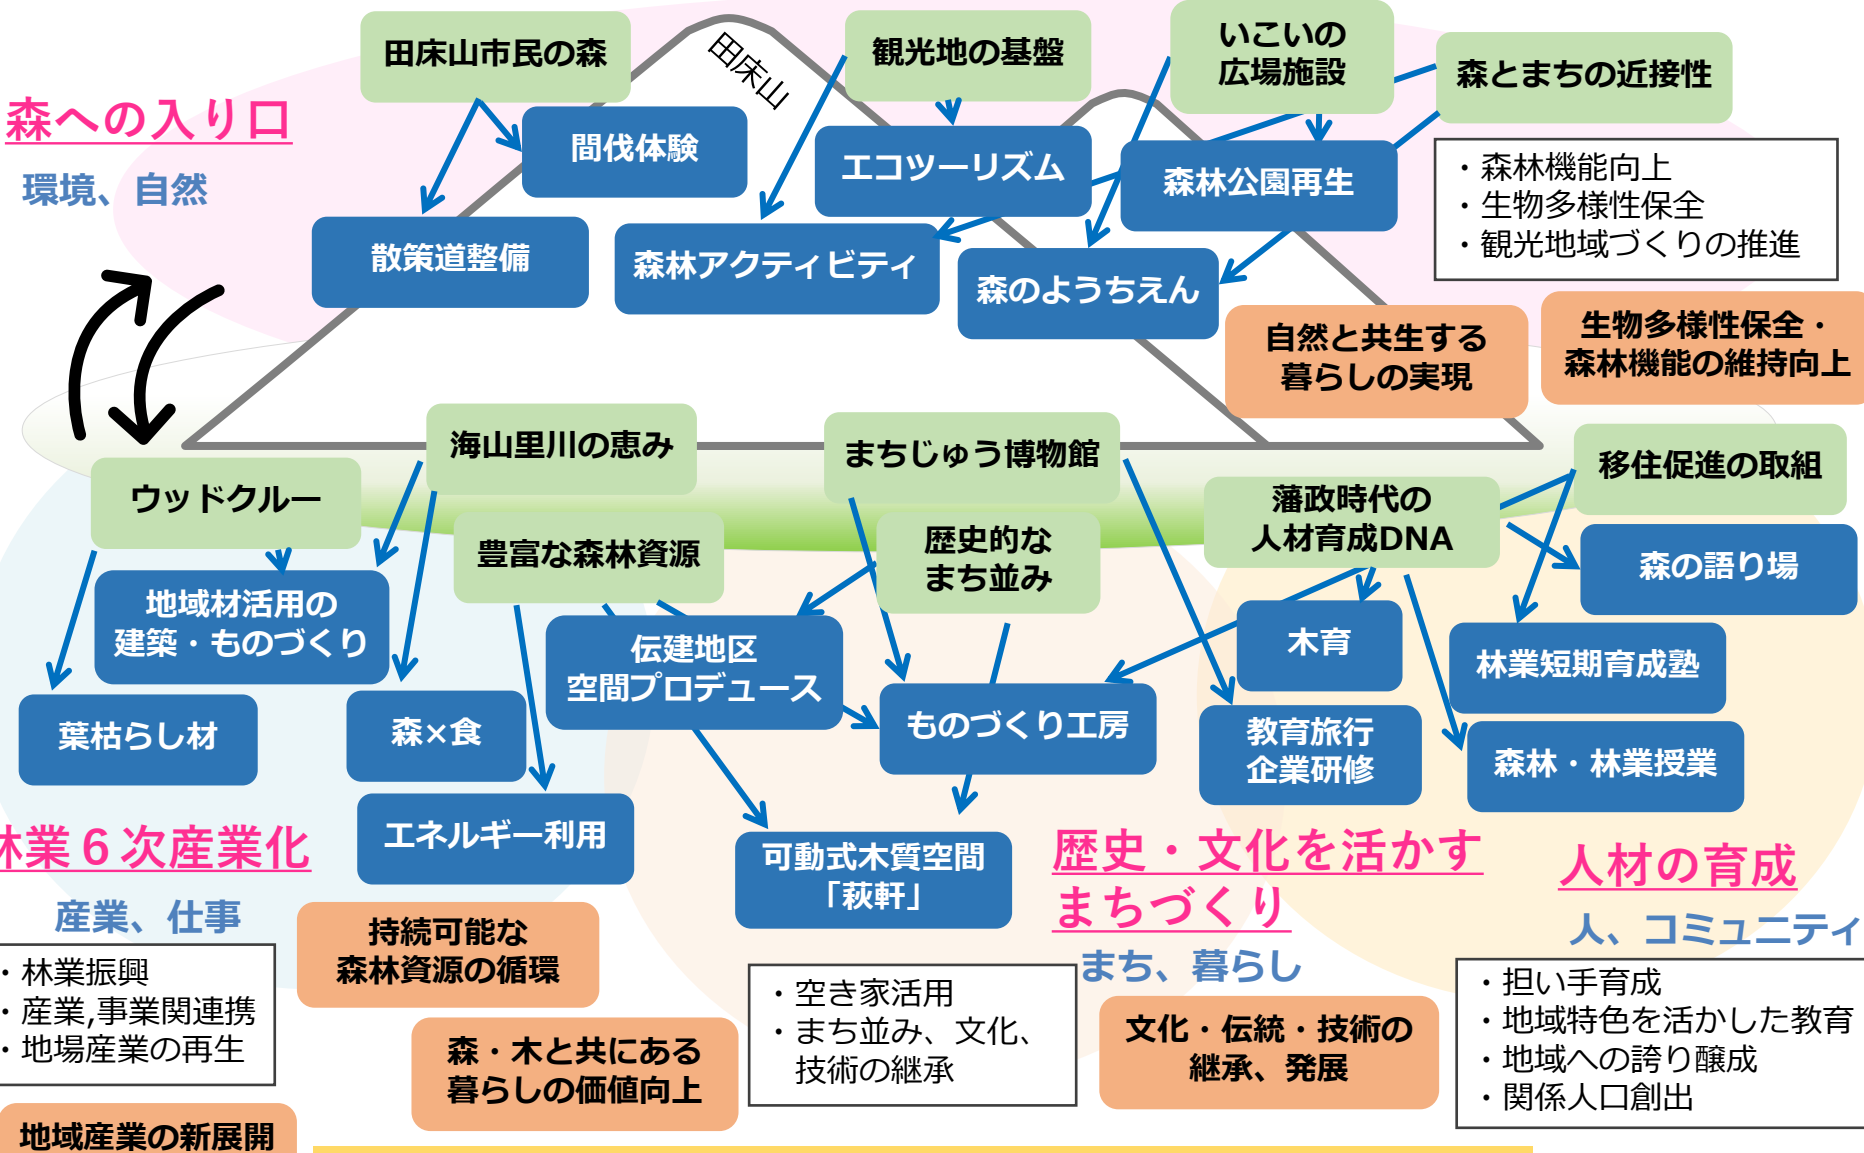 田床山市民の森
田床山
観光地の基盤
いこいの
広場施設
森とまちの近接性
森への入り口
環境、自然
間伐体験
エコツーリズム
森林公園再生
・森林機能向上
・生物多様性保全
・観光地域づくりの推進
散策道整備
森林アクティビティ
森のようちえん
自然と共生する
暮らしの実現
生物多様性保全・
森林機能の維持向上
海山里川の恵み
まちじゅう博物館
移住促進の取組
ウッドクルー
藩政時代の
人材育成DNA
豊富な森林資源
歴史的な
まち並み
森の語り場
地域材活用の
建築・ものづくり
伝建地区
空間プロデュース
木育
林業短期育成塾
葉枯らし材
森×食
ものづくり工房
教育旅行
企業研修
森林・林業授業
エネルギー利用
可動式木質空間
「萩軒」
林業６次産業化
産業、仕事
歴史・文化を活かす
まちづくり
まち、暮らし
人材の育成
人、コミュニティ
持続可能な
森林資源の循環
・林業振興
・産業,事業関連携
・地場産業の再生
・空き家活用
・まち並み、文化、
技術の継承
文化・伝統・技術の
継承、発展
・担い手育成
・地域特色を活かした教育
・地域への誇り醸成
・関係人口創出
森・木と共にある
暮らしの価値向上
地域産業の新展開